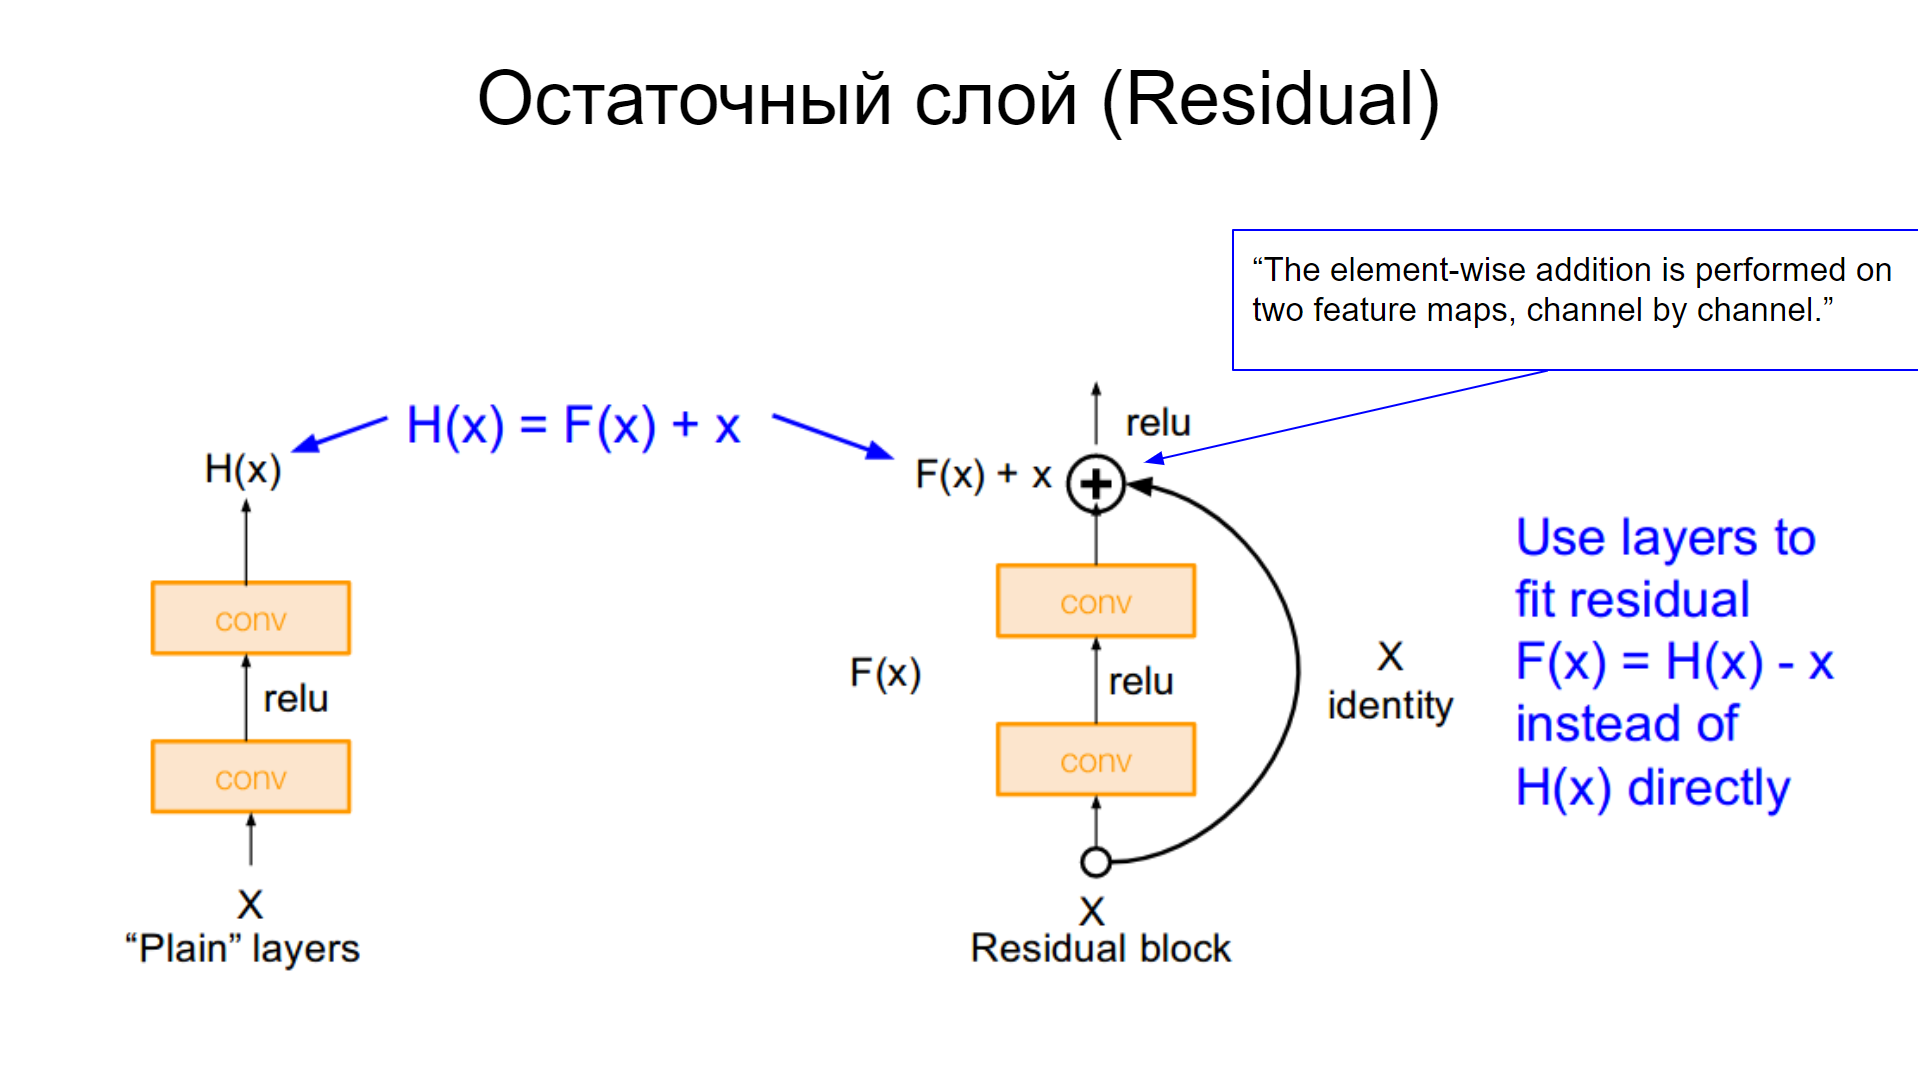 Остаточный слой (Residual)
“The element-wise addition is performed on
two feature maps, channel by channel.”
H(x) = F(x) + x
H(x)
conv
relu
conv
X
“Plain” layers
relu
F(x) + x
+
conv
F(x)
relu
conv
X
identity
X
Residual block
Use layers to
fit residual
F(x) = H(x) - x
instead of
H(x) directly